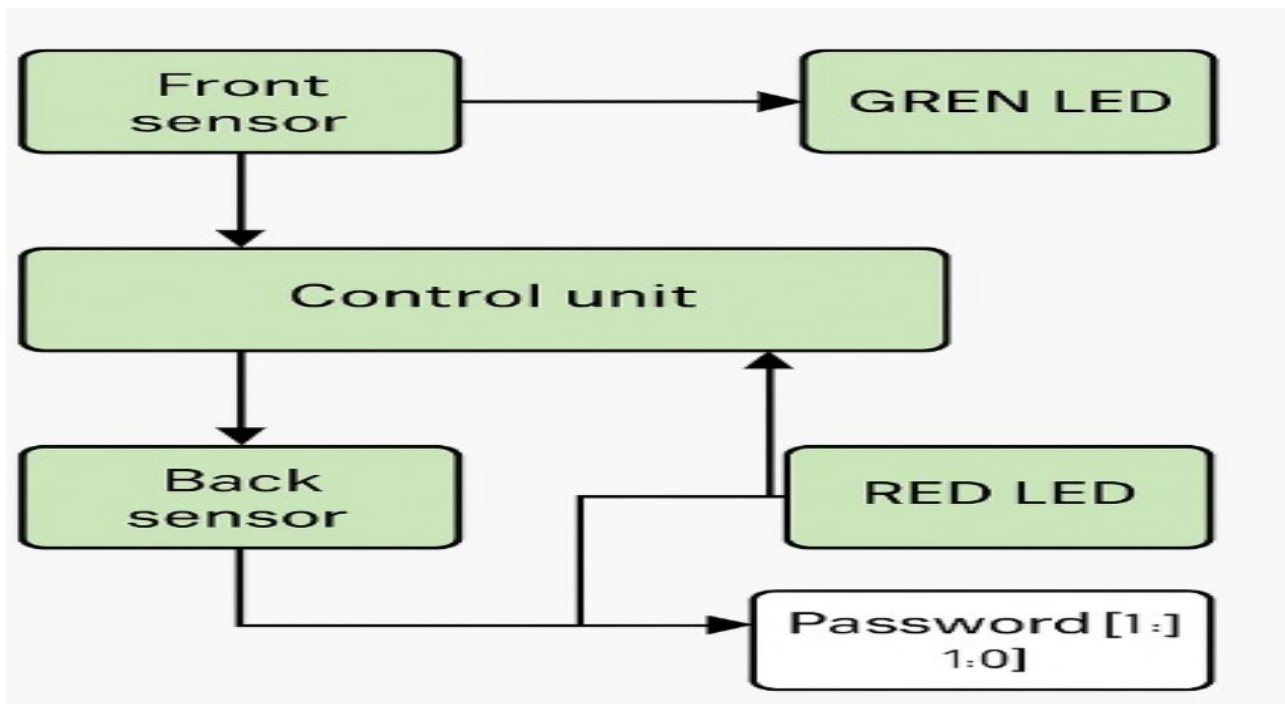 Front
sensor
GREN LED
Control unit
Back
sensor
RED LED
Password [1:]
1:0]